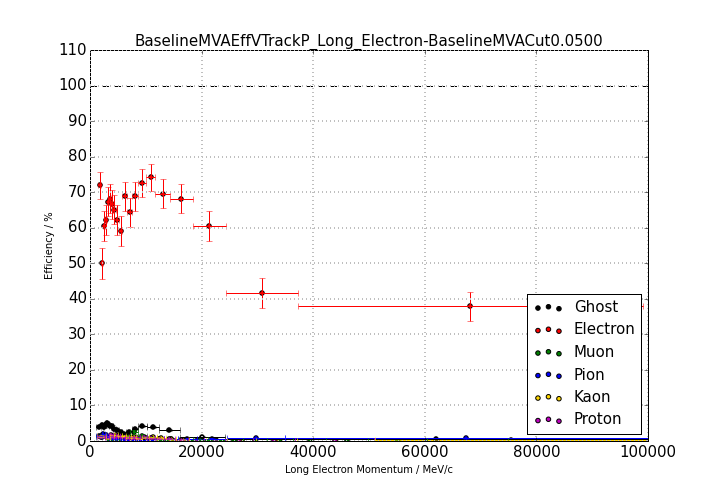 BaselineMVAEffVTrackP_Long_Electron-BaselineMVACut0.0500
110
100
90
80
70
60
50
40
30
20
10
0
Efficiency / %
Ghost
Electron
Muon
Pion
Kaon
Proton
0 20000 40000 60000 80000 100000
Long Electron Momentum / MeV/c